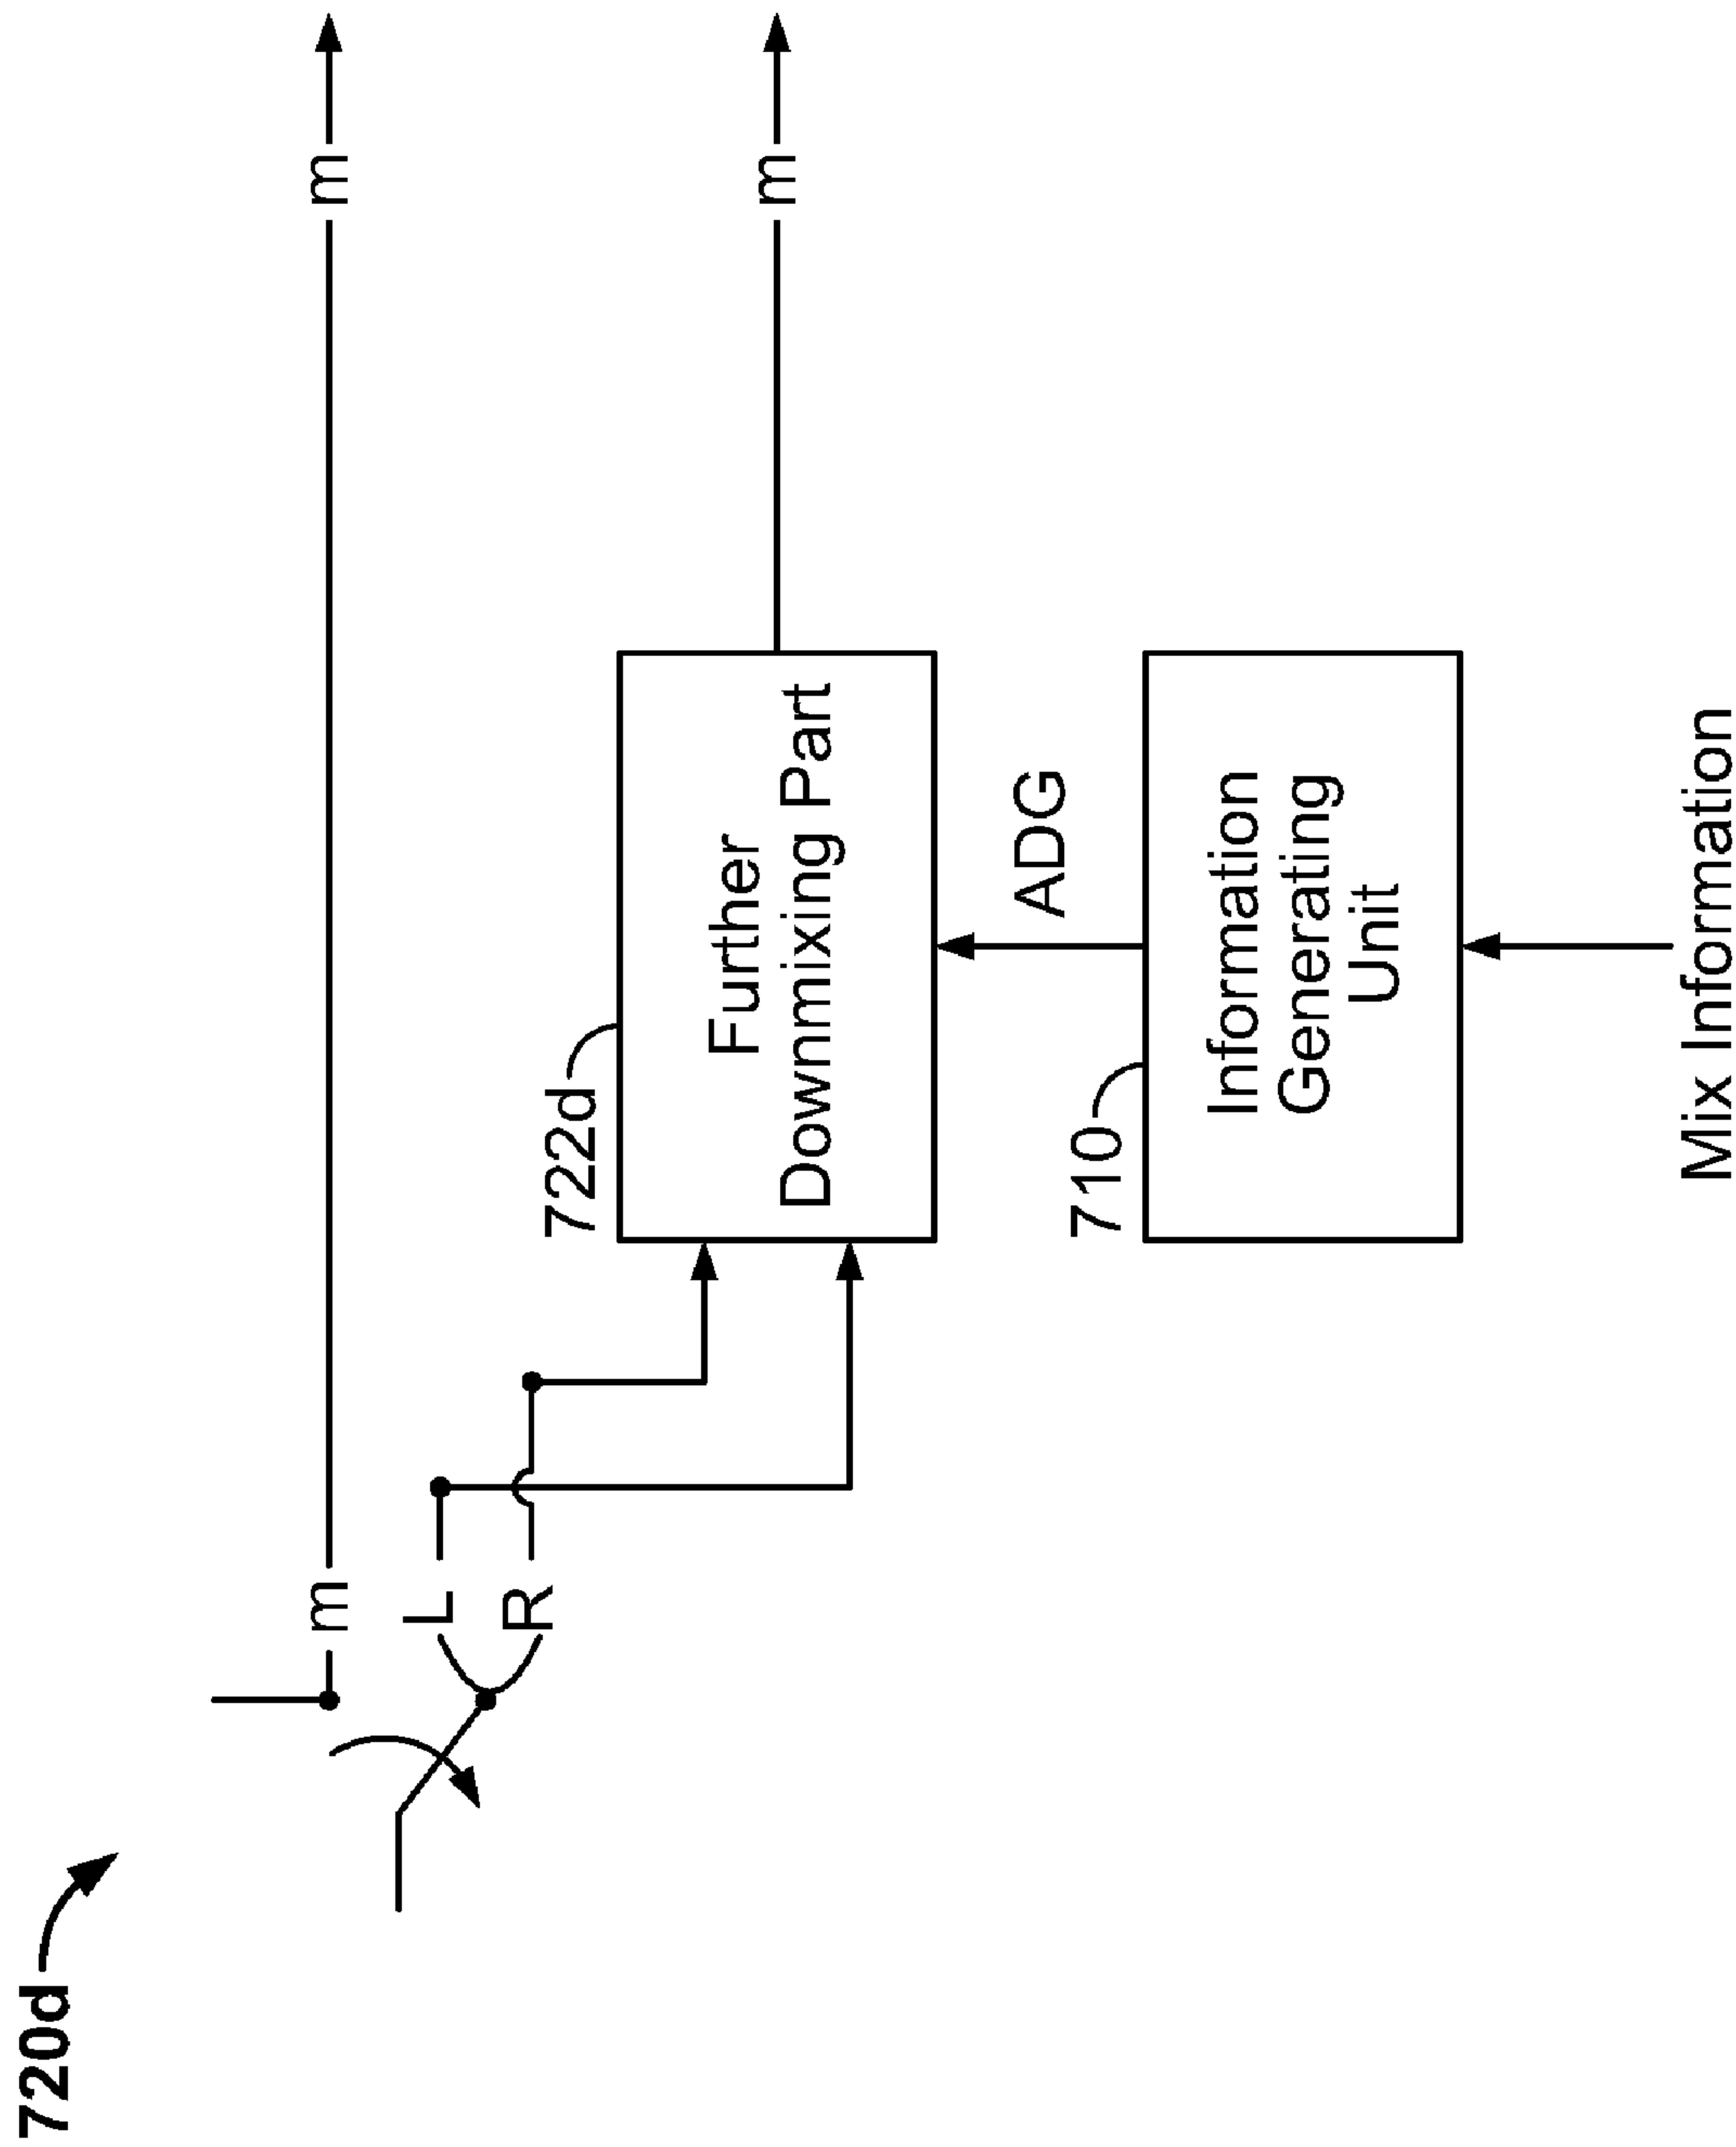 720d
m
m
L
R
722d
Further
Downmixing Part
m
ADG
710
Information
Generating
Unit
Mix Information